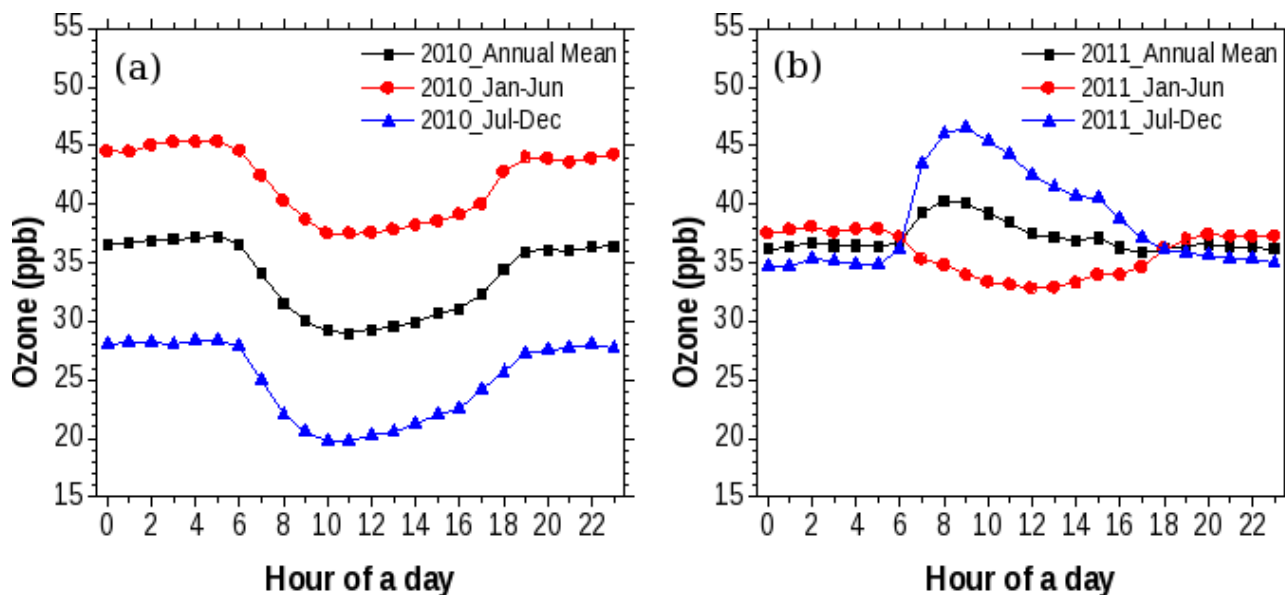 (a)
2010_Annual Mean
2010_Jan-Jun
2010_Jul-Dec
Ozone (ppb)
55
50
45
40
35
30
25
20
15
0 2 4 6 8 10 12 14 16 18 20 22
Hour of a day
(b)
2011_Annual Mean
2011_Jan-Jun
2011_Jul-Dec
Ozone (ppb)
55
50
45
40
35
30
25
20
15
0 2 4 6 8 10 12 14 16 18 20 22
Hour of a day